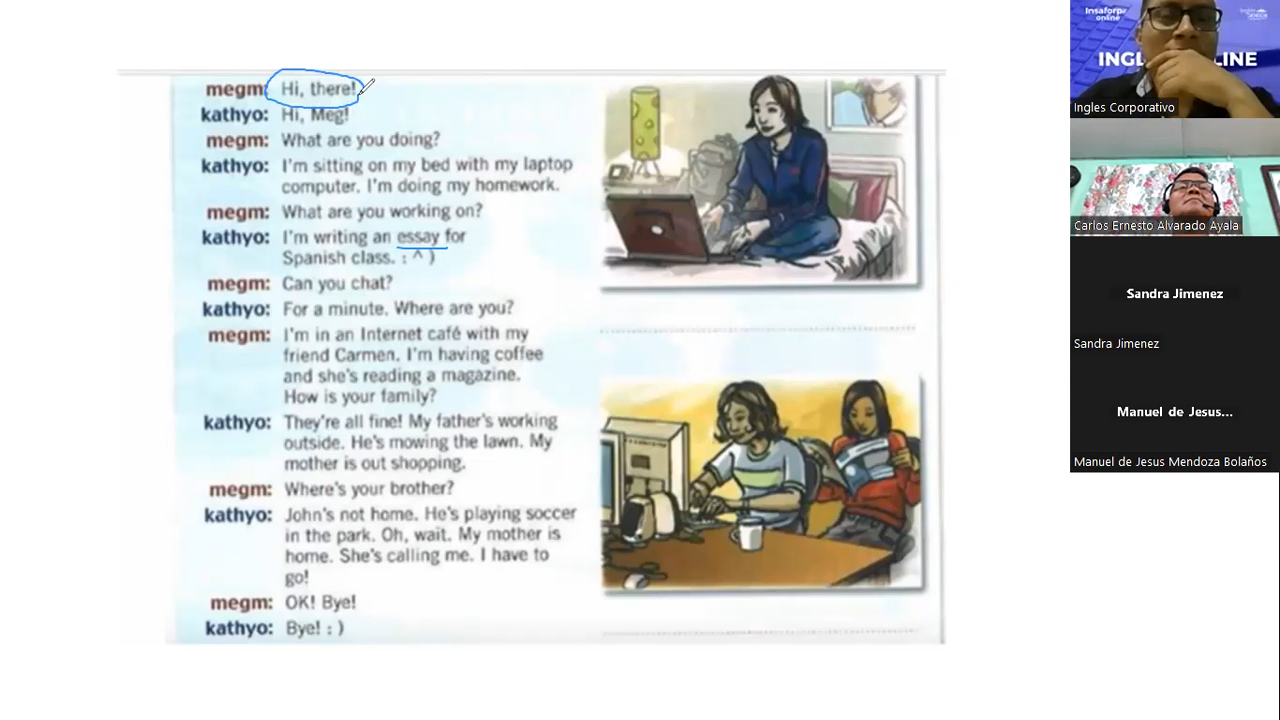 megm: Hi, there!
kathyo: Hi, Meg!
megm: What are you doing?
kathyo: I'm sitting on my bed with my laptop
computer. I'm doing my homework.
megm: What are you working on?
kathyo: I'm writing an essay for
Spanish class. : ^ )
megm: Can you chat?
kathyo: For a minute. Where are you?
megm: I'm in an Internet café with my
friend Carmen. I'm having coffee
and she's reading a magazine.
How is your family?
kathyo: They're all fine! My father's working
outside. He's mowing the lawn. My
mother is out shopping.
megm: Where's your brother?
kathyo: John's not home. He's playing soccer
in the park. Oh, wait. My mother is
home. She's calling me. I have to
go!
megm: OK! Bye!
kathyo: Bye! : )
Insaforp
online
INGL LINE
Ingles Corporativo
Carlos Ernesto Alvarado Ayala
Sandra Jimenez
Sandra Jimenez
Manuel de Jesus...
Manuel de Jesus Mendoza Bolaños